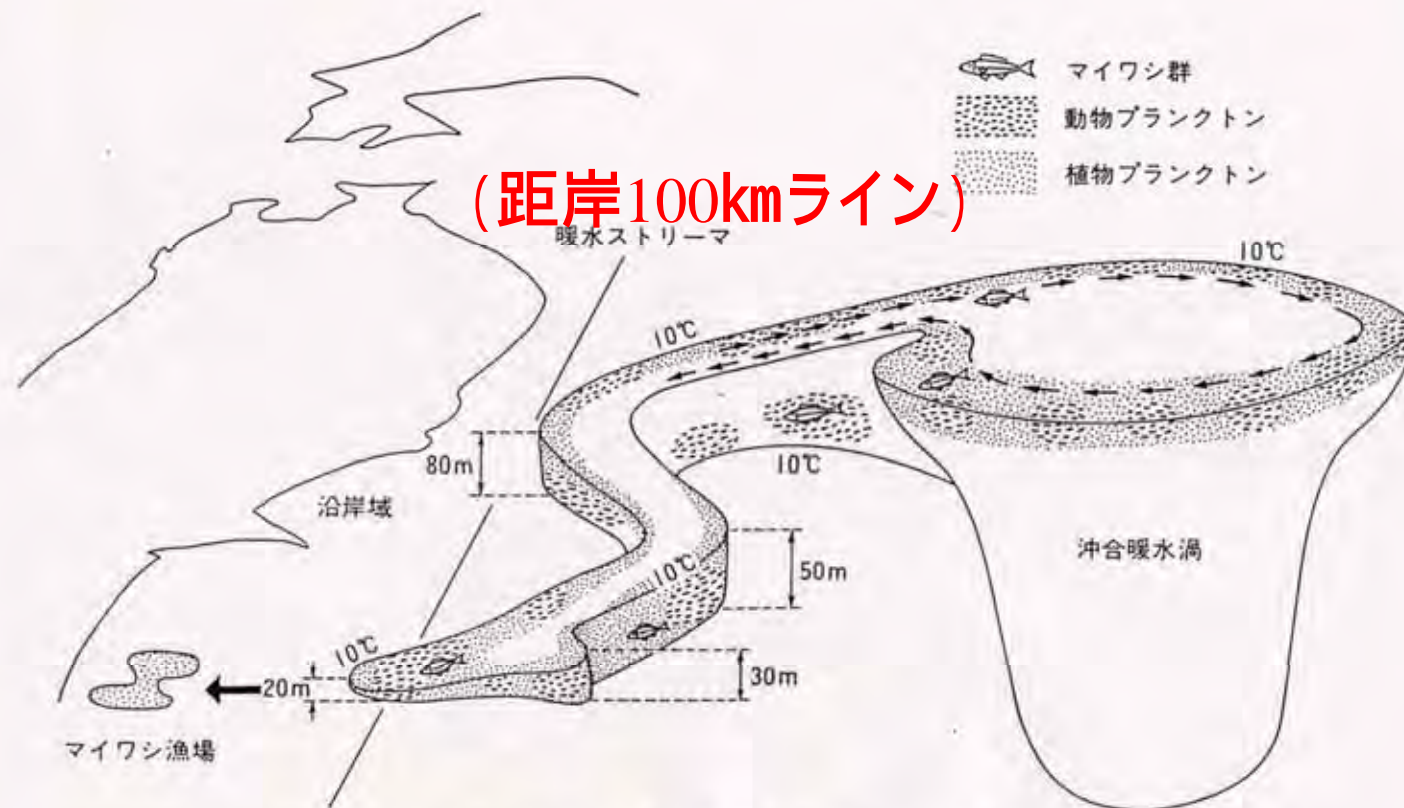 マイワシ群
動物プランクトン
植物プランクトン
(距岸100kmライン)
暖水ストリーマ
10℃
10℃
80m
10℃
沿岸域
沖合暖水渦
10℃
50m
10℃
20m
30m
マイワシ漁場